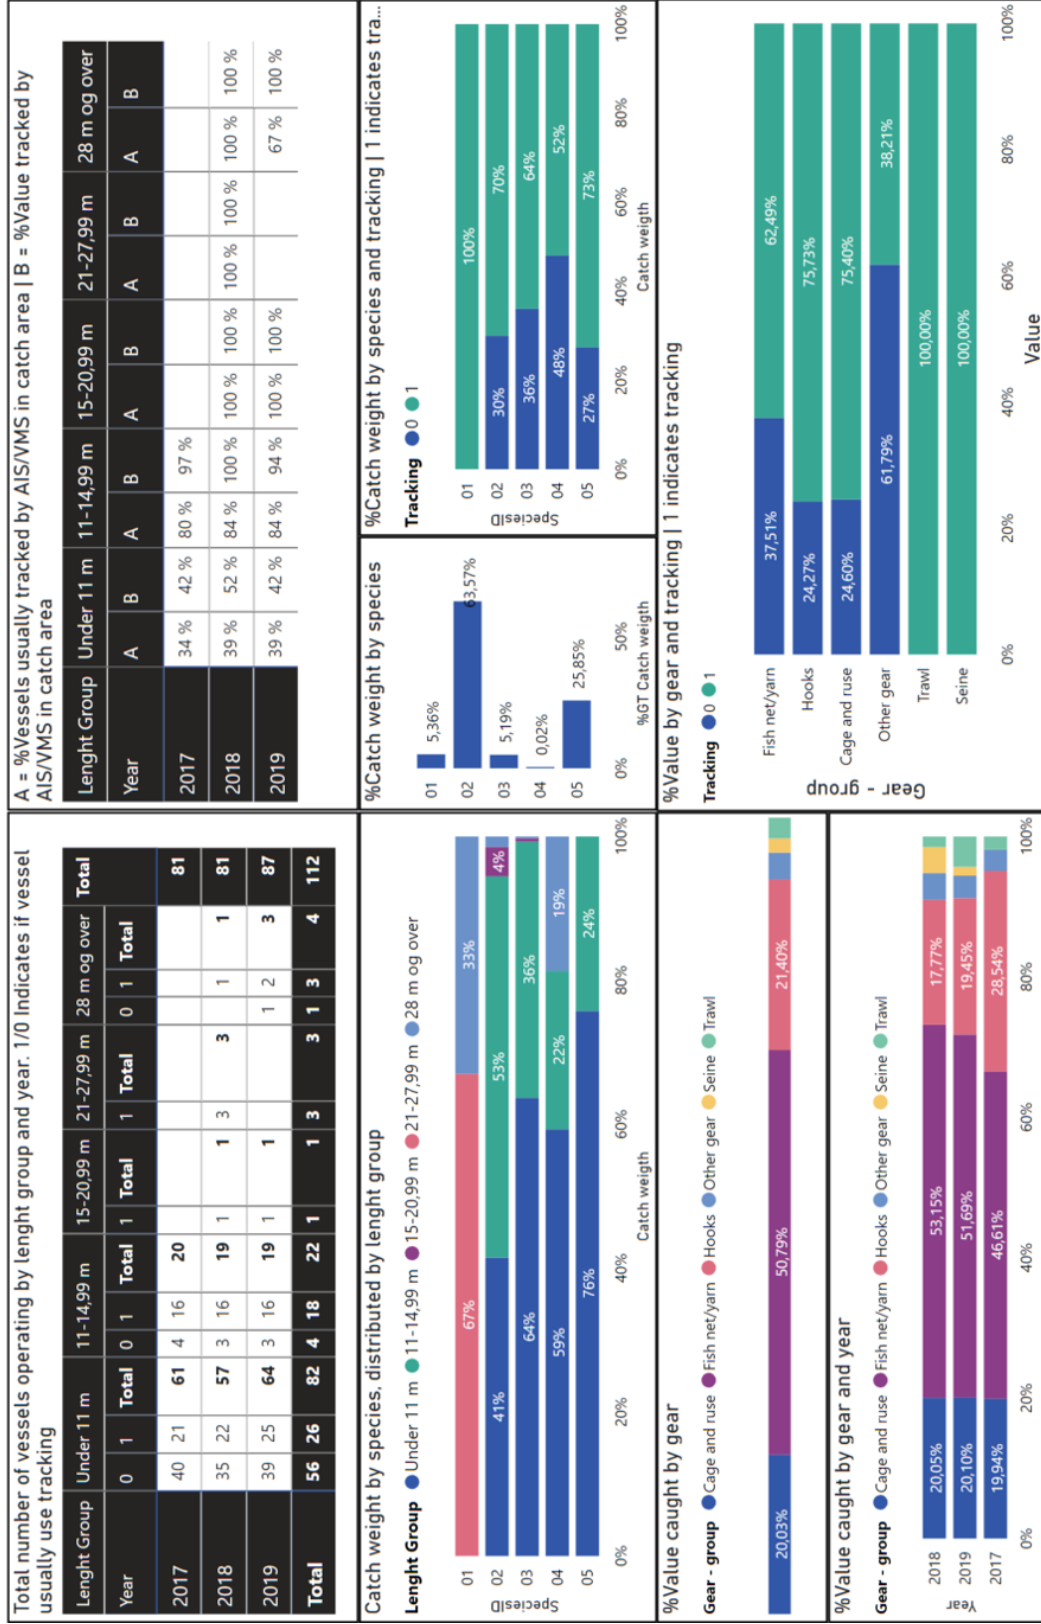 Total number of vessels operating by lenght group and year. 1/0 Indicates if vessel
usually use tracking
Lenght Group Under 11 m 11-14,99 m 15-20,99 m 21-27,99 m 28 m og over Total
Year 0 1 Total 0 1 Total 1 Total 1 Total 0 1 Total
2017 40 21 61 4 16 20 81
2018 35 22 57 3 16 19 1 1 3 3 1 1 81
2019 39 25 64 3 16 19 1 1 1 2 3 87
Total 56 26 82 4 18 22 1 1 3 3 1 3 4 112
A = %Vessels usually tracked by AIS/VMS in catch area | B = %Value tracked by
AIS/VMS in catch area
Lenght Group Under 11 m 11-14,99 m 15-20,99 m 21-27,99 m 28 m og over
Year A B A B A B A B A B
2017 34 % 42 % 80 % 97 %
2018 39 % 52 % 84 % 100 % 100 % 100 % 100 % 100 % 100 % 100 %
2019 39 % 42 % 84 % 94 % 100 % 100 % 67 % 100 %
Catch weight by species, distributed by lenght group
Lenght Group Under 11 m 11-14,99 m 15-20,99 m 21-27,99 m 28 m og over
SpeciesID
01 67% 33%
02 41% 53% 4%
03 64% 36%
04 59% 22% 19%
05 76% 24%
0% 20% 40% 60% 80% 100%
Catch weigth
%Catch weight by species
01 5,36%
02 63,57%
03 5,19%
04 0,02%
05 25,85%
0% 50%
%GT Catch weigth
%Catch weight by species and tracking | 1 indicates tra...
Tracking 0 1
SpeciesID
01 100%
02 30% 70%
03 36% 64%
04 48% 52%
05 27% 73%
0% 20% 40% 60% 80% 100%
Catch weigth
%Value caught by gear
Gear - group Cage and ruse Fish net/yarn Hooks Other gear Seine Trawl
20,03% 50,79% 21,40%
%Value caught by gear and year
Gear - group Cage and ruse Fish net/yarn Hooks Other gear Seine Trawl
Year
2018 20,05% 53,15% 17,77%
2019 20,10% 51,69% 19,45%
2017 19,94% 46,61% 28,54%
0% 20% 40% 60% 80% 100%
%Value by gear and tracking | 1 indicates tracking
Tracking 0 1
Gear - group
Fish net/yarn 37,51% 62,49%
Hooks 24,27% 75,73%
Cage and ruse 24,60% 75,40%
Other gear 61,79% 38,21%
Trawl 100,00%
Seine 100,00%
0% 20% 40% 60% 80% 100%
Value